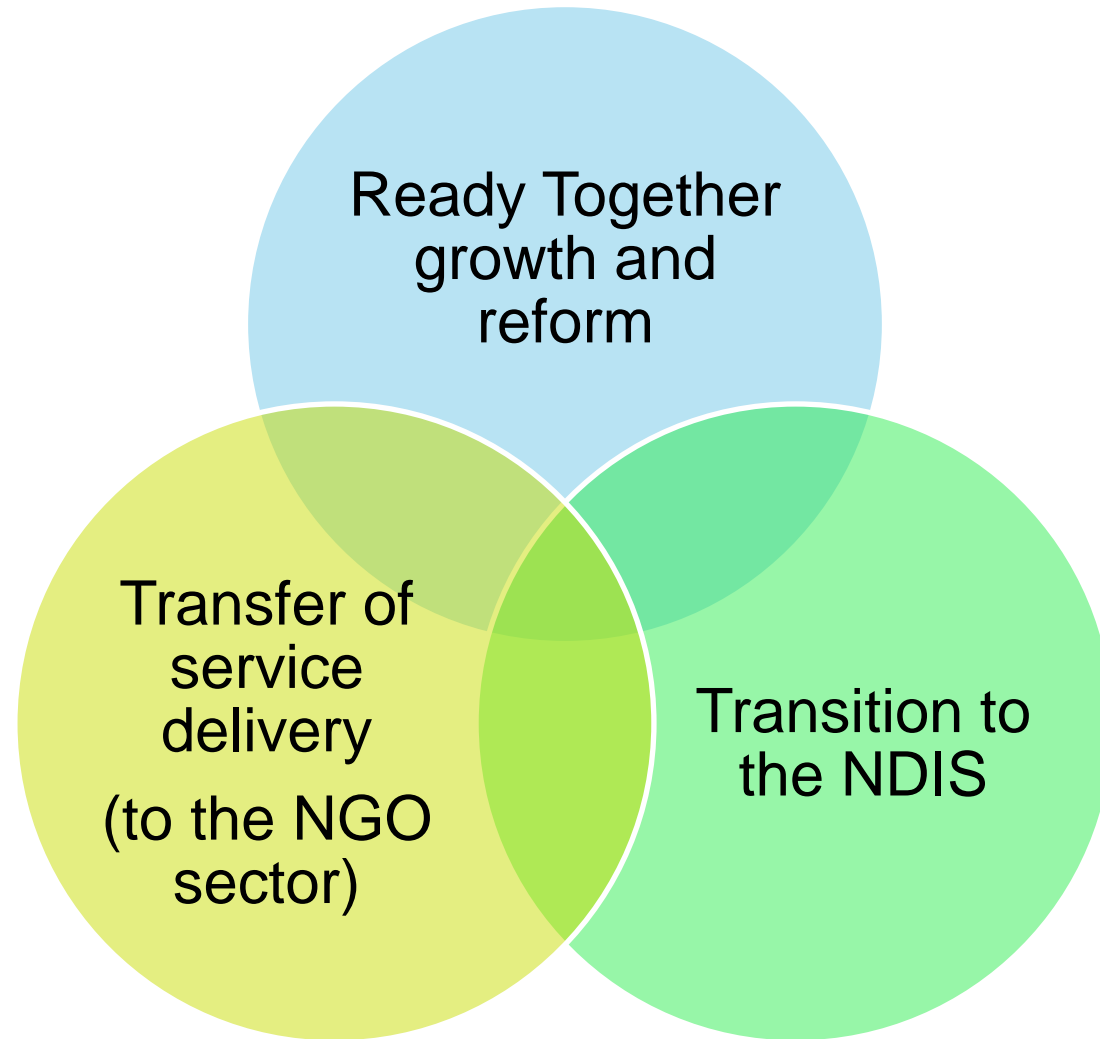 Ready Together
growth and
reform
Transfer of
service
delivery
(to the NGO
sector)
Transition to
the NDIS